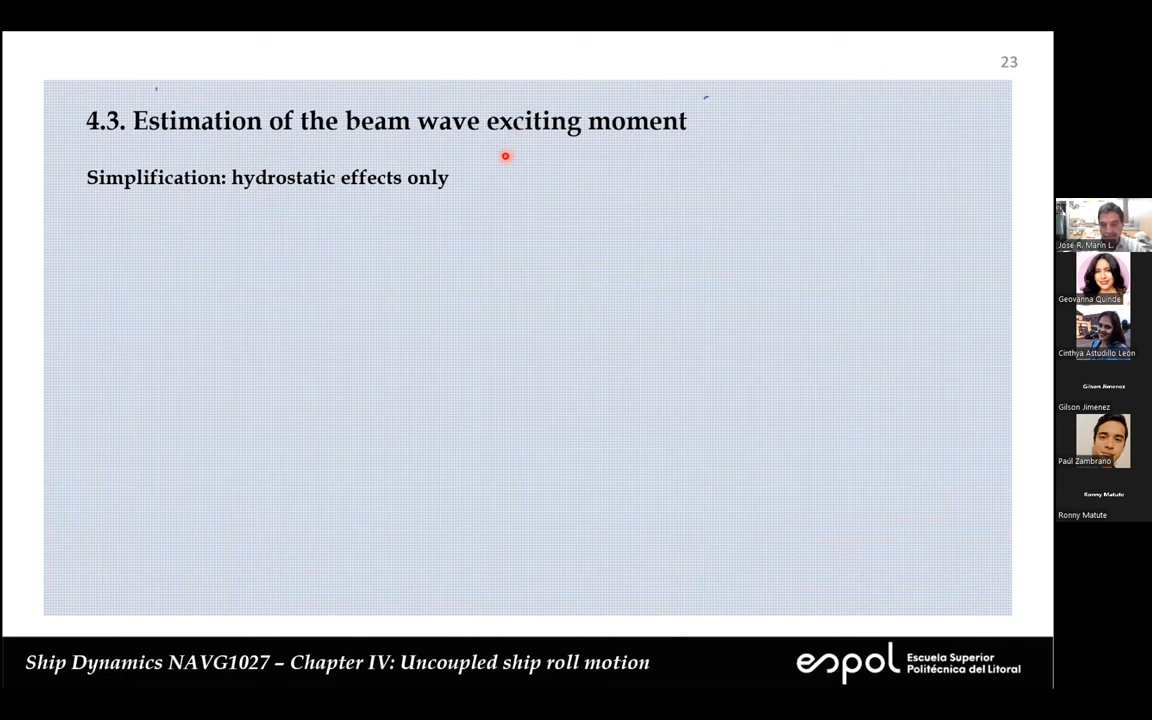 23
4.3. Estimation of the beam wave exciting moment
Simplification: hydrostatic effects only
José R. Marín L.
Geovanna Quinde
Cinthya Astudillo León
Gilson Jimenez
Gilson Jimenez
Paúl Zambrano
Ronny Matute
Ronny Matute
Ship Dynamics NAVG1027 – Chapter IV: Uncoupled ship roll motion
espol
Escuela Superior
Politécnica del Litoral